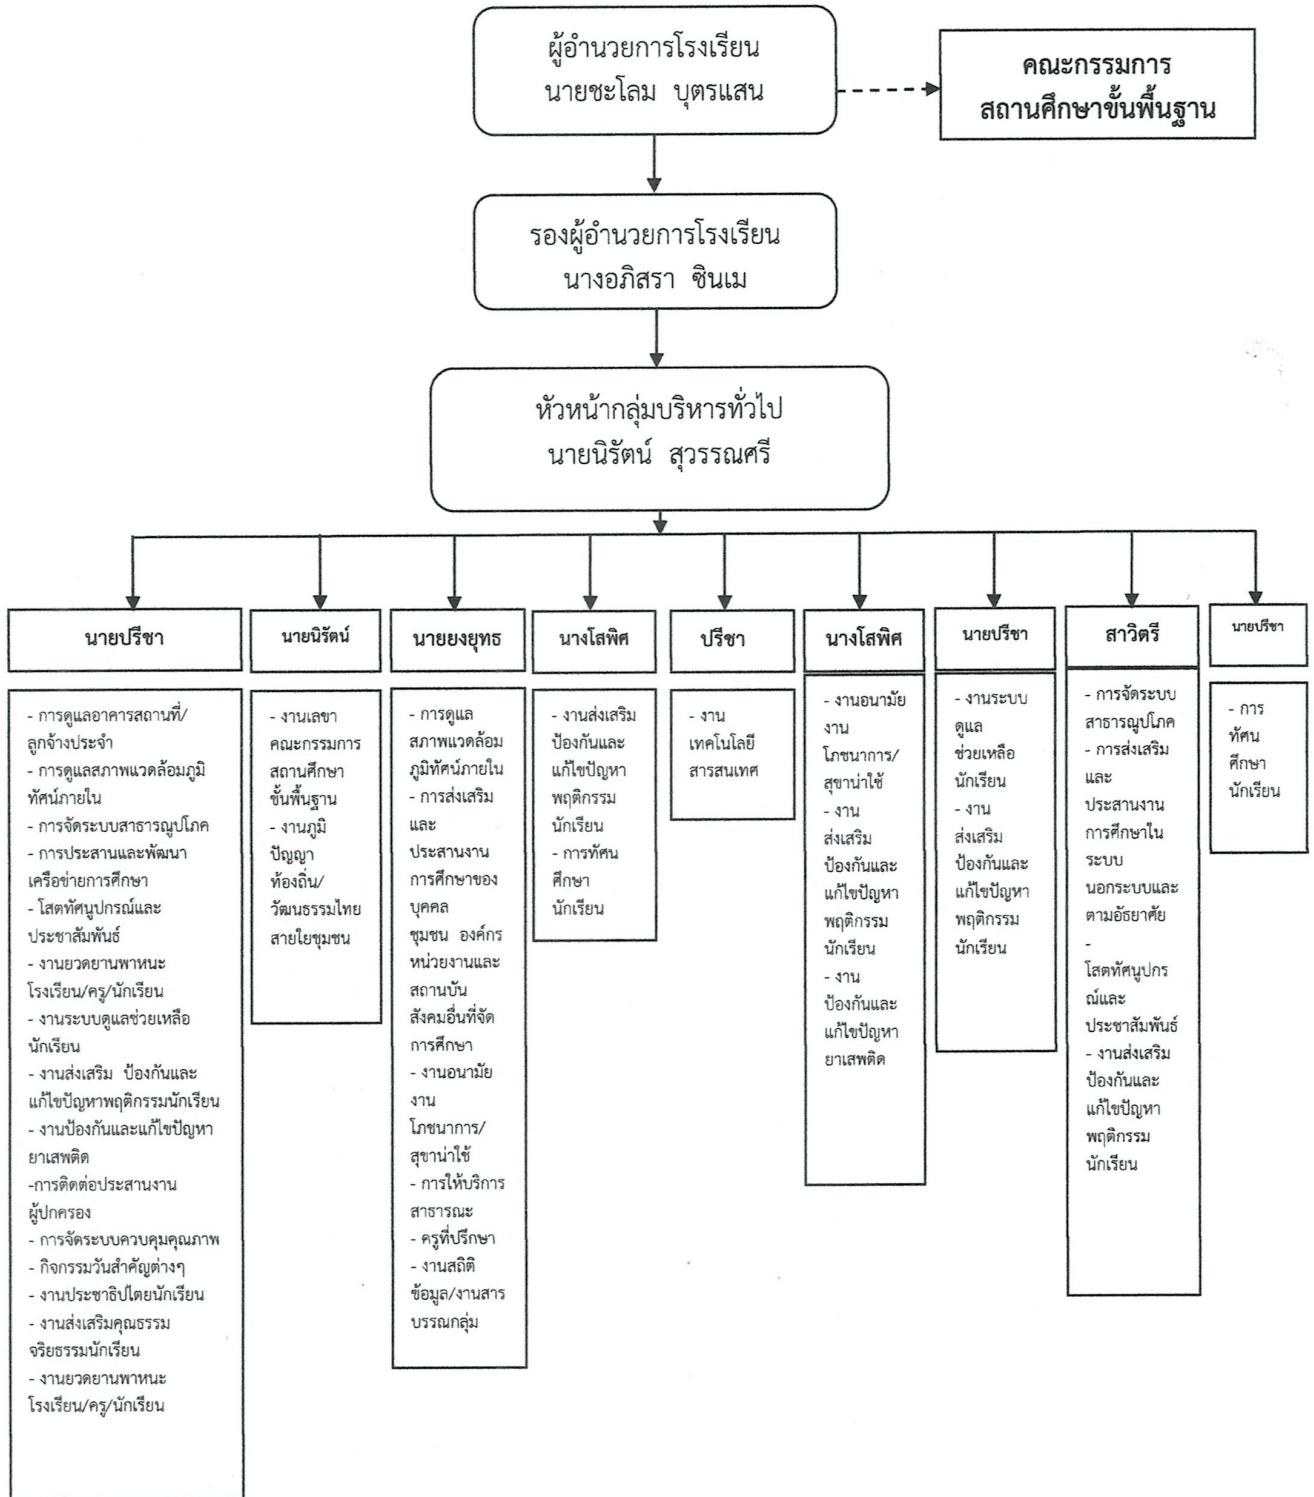 ผู้อำนวยการโรงเรียน
นายชะโลม บุตรแสน
คณะกรรมการ
สถานศึกษาขั้นพื้นฐาน
รองผู้อำนวยการโรงเรียน
นางอภิสรา ซินเม
หัวหน้ากลุ่มบริหารทั่วไป
นายนิรัตน์ สุวรรณศรี
นายปรีชา
- การดูแลอาคารสถานที่/
ลูกจ้างประจำ
- การดูแลสภาพแวดล้อมภูมิ
ทัศน์ภายใน
- การจัดระบบสาธารณูปโภค
- การประสานและพัฒนา
เครือข่ายการศึกษา
- โสตทัศนูปกรณ์และ
ประชาสัมพันธ์
- งานยวดยานพาหนะ
โรงเรียน/ครู/นักเรียน
- งานระบบดูแลช่วยเหลือ
นักเรียน
- งานส่งเสริม ป้องกันและ
แก้ไขปัญหาพฤติกรรมนักเรียน
- งานป้องกันและแก้ไขปัญหา
ยาเสพติด
-การติดต่อประสานงาน
ผู้ปกครอง
- การจัดระบบควบคุมคุณภาพ
- กิจกรรมวันสำคัญต่างๆ
- งานประชาธิปไตยนักเรียน
- งานส่งเสริมคุณธรรม
จริยธรรมนักเรียน
- งานยวดยานพาหนะ
โรงเรียน/ครู/นักเรียน
นายนิรัตน์
- งานเลขา
คณะกรรมการ
สถานศึกษา
ขั้นพื้นฐาน
- งานภูมิ
ปัญญา
ท้องถิ่น/
วัฒนธรรมไทย
สายใยชุมชน
นายยงยุทธ
- การดูแล
สภาพแวดล้อม
ภูมิทัศน์ภายใน
- การส่งเสริม
และ
ประสานงาน
การศึกษาของ
บุคคล
ชุมชน องค์กร
หน่วยงานและ
สถานบัน
สังคมอื่นที่จัด
การศึกษา
- งานอนามัย
งาน
โภชนาการ/
สุขาน่าใช้
- การให้บริการ
สาธารณะ
- ครูที่ปรึกษา
- งานสถิติ
ข้อมูล/งานสาร
บรรณกลุ่ม
นางโสพิศ
- งานส่งเสริม
ป้องกันและ
แก้ไขปัญหา
พฤติกรรม
นักเรียน
- การทัศน
ศึกษา
นักเรียน
ปรีชา
- งาน
เทคโนโลยี
สารสนเทศ
นางโสพิศ
- งานอนามัย
งาน
โภชนาการ/
สุขาน่าใช้
- งาน
ส่งเสริม
ป้องกันและ
แก้ไขปัญหา
พฤติกรรม
นักเรียน
- งาน
ป้องกันและ
แก้ไขปัญหา
ยาเสพติด
นายปรีชา
- งานระบบ
ดูแล
ช่วยเหลือ
นักเรียน
- งาน
ส่งเสริม
ป้องกันและ
แก้ไขปัญหา
พฤติกรรม
นักเรียน
สาวิตรี
- การจัดระบบ
สาธารณูปโภค
- การส่งเสริม
และ
ประสานงาน
การศึกษาใน
ระบบ
นอกระบบและ
ตามอัธยาศัย
-
โสตทัศนูปกร
ณ์และ
ประชาสัมพันธ์
- งานส่งเสริม
ป้องกันและ
แก้ไขปัญหา
พฤติกรรม
นักเรียน
นายปรีชา
- การ
ทัศน
ศึกษา
นักเรียน